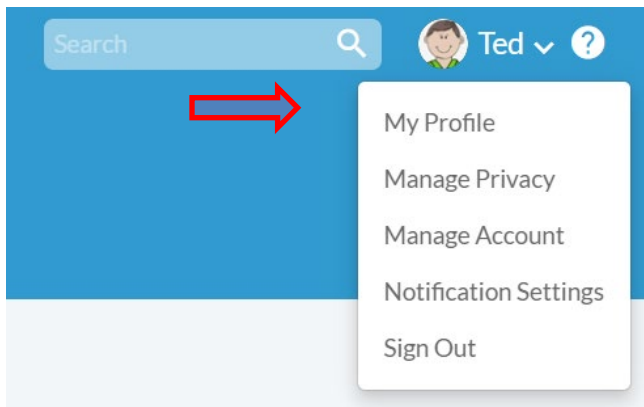 Search
Ted
?
My Profile
Manage Privacy
Manage Account
Notification Settings
Sign Out